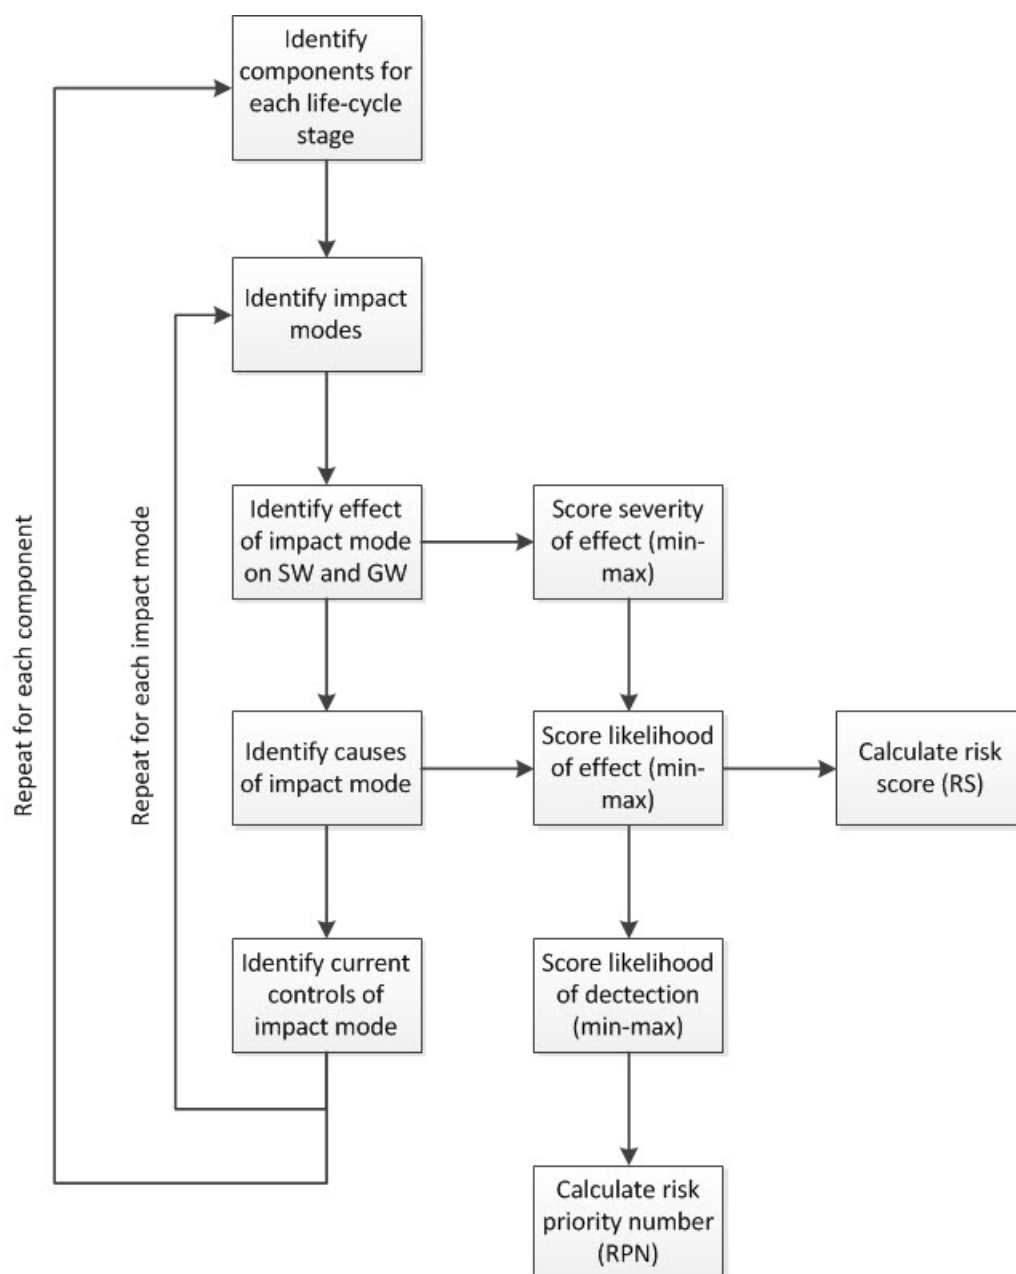 Identify
components for
each life-cycle
stage
Identify impact
modes
Identify effect
of impact mode
on SW and GW
Score severity
of effect (min-
max)
Identify causes
of impact mode
Score likelihood
of effect (min-
max)
Calculate risk
score (RS)
Identify current
controls of
impact mode
Score likelihood
of dectection
(min-max)
Calculate risk
priority number
(RPN)
Repeat for each component
Repeat for each impact mode